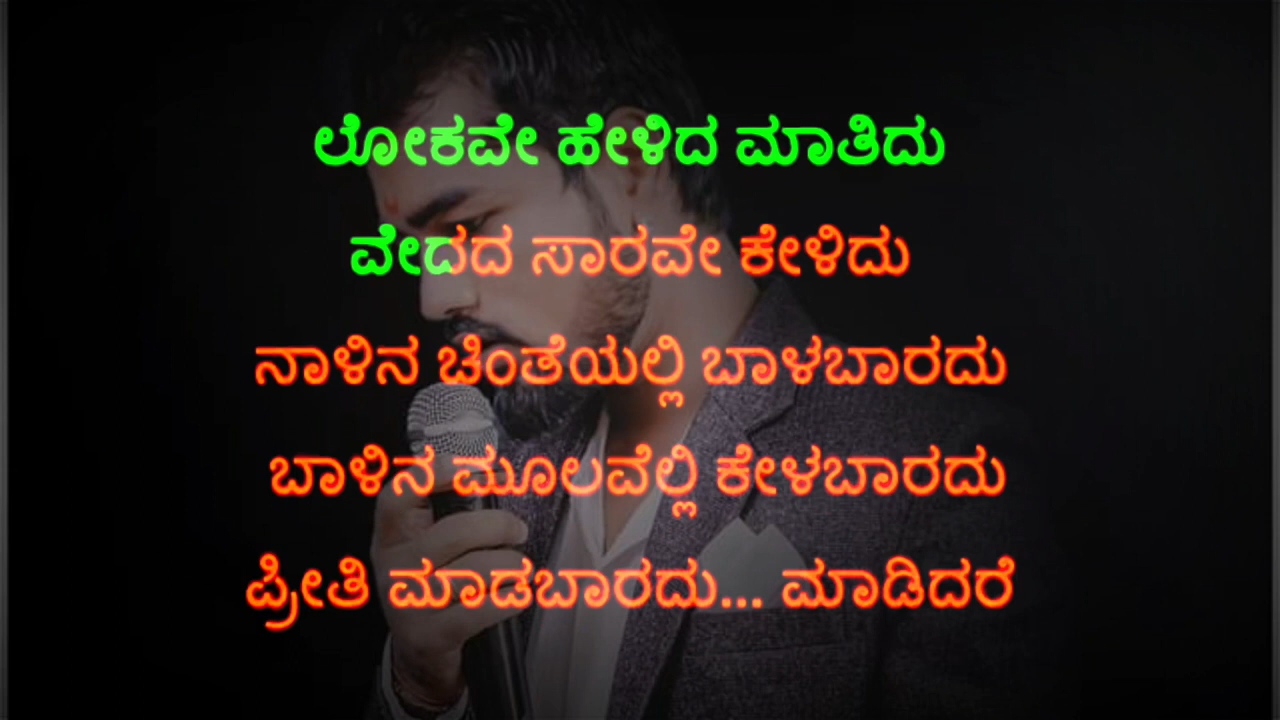 ಲೋಕವೇ ಹೇಳಿದ ಮಾತಿದು
ವೇದದ ಸಾರವೇ ಕೇಳಿದು
ನಾಳಿನ ಚಿಂತೆಯಲ್ಲಿ ಬಾಳಬಾರದು
ಬಾಳಿನ ಮೂಲವೆಲ್ಲಿ ಕೇಳಬಾರದು
ಪ್ರೀತಿ ಮಾಡಬಾರದು... ಮಾಡಿದರೆ